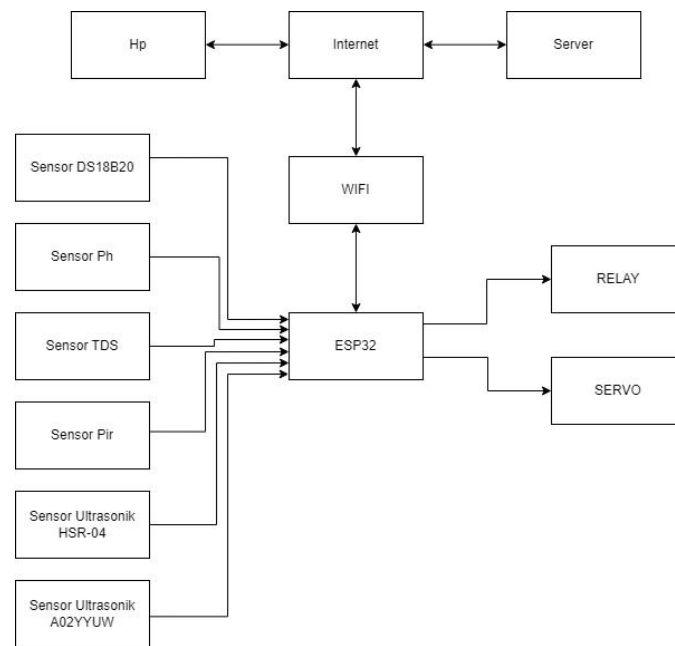 Hp
Internet
Server
Sensor DS18B20
WIFI
Sensor Ph
RELAY
Sensor TDS
ESP32
SERVO
Sensor Pir
Sensor Ultrasonik
HSR-04
Sensor Ultrasonik
A02YYUW